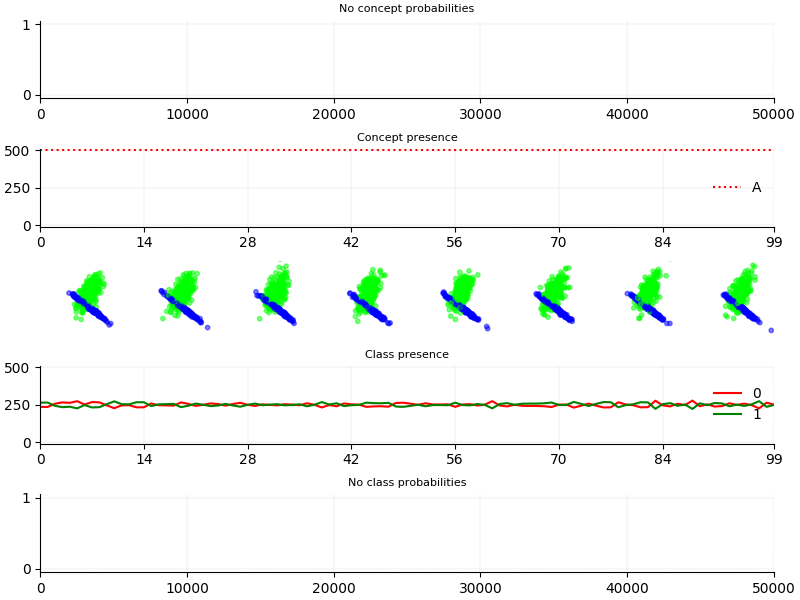 No concept probabilities
1
0
0 10000 20000 30000 40000 50000
Concept presence
500
250
0
A
0 14 28 42 56 70 84 99
Class presence
500
250
0
0
1
0 14 28 42 56 70 84 99
No class probabilities
1
0
0 10000 20000 30000 40000 50000